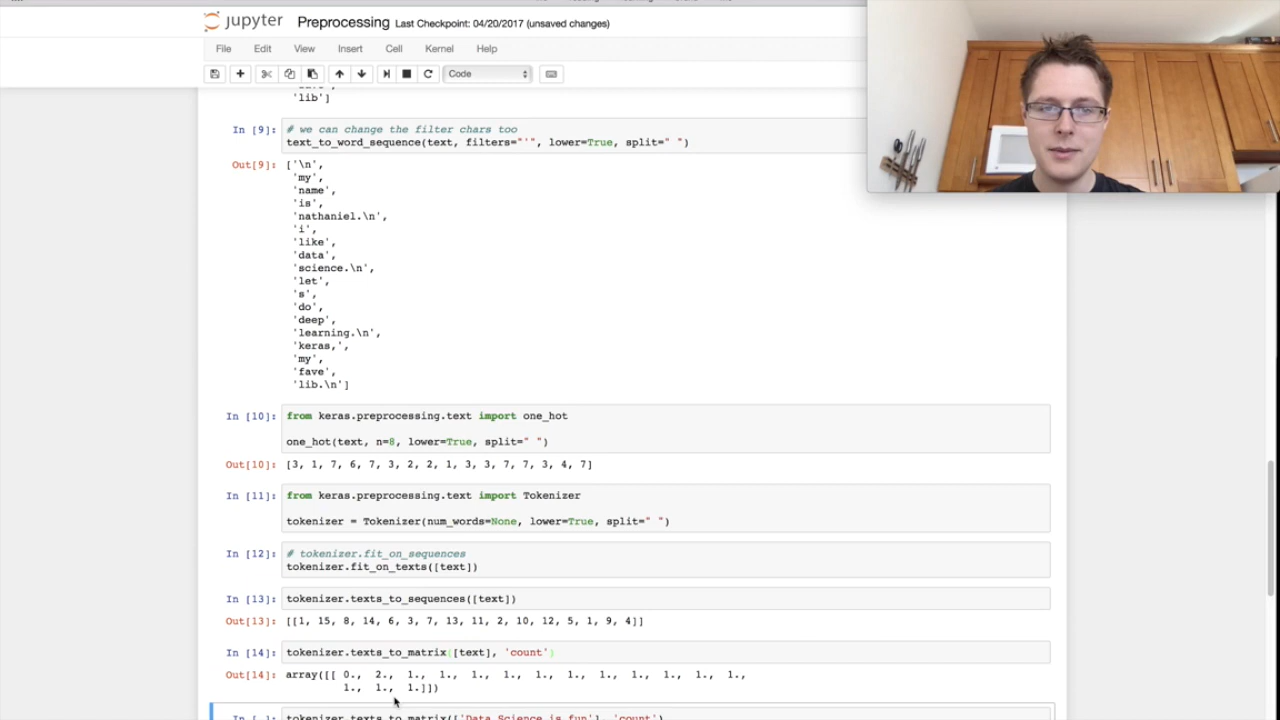 jupyter Preprocessing Last Checkpoint: 04/20/2017 (unsaved changes)
File Edit View Insert Cell Kernel Help
Code
'lib']
In [9]: # we can change the filter chars too
text_to_word_sequence(text, filters="'", lower=True, split=" ")
Out[9]: ['\n',
'my',
'name',
'is',
'nathaniel.\n',
'i',
'like',
'data',
'science.\n',
'let',
's',
'do',
'deep',
'learning.\n',
'keras,',
'my',
'fave',
'lib.\n']
In [10]: from keras.preprocessing.text import one_hot
one_hot(text, n=8, lower=True, split=" ")
Out[10]: [3, 1, 7, 6, 7, 3, 2, 2, 1, 3, 3, 7, 7, 3, 4, 7]
In [11]: from keras.preprocessing.text import Tokenizer
tokenizer = Tokenizer(num_words=None, lower=True, split=" ")
In [12]: # tokenizer.fit_on_sequences
tokenizer.fit_on_texts([text])
In [13]: tokenizer.texts_to_sequences([text])
Out[13]: [[1, 15, 8, 14, 6, 3, 7, 13, 11, 2, 10, 12, 5, 1, 9, 4]]
In [14]: tokenizer.texts_to_matrix([text], 'count')
Out[14]: array([[ 0., 2., 1., 1., 1., 1., 1., 1., 1., 1., 1., 1., 1.,
1., 1., 1.]])
In [ ]: tokenizer.texts_to_matrix(['Data Science is fun'], 'count')